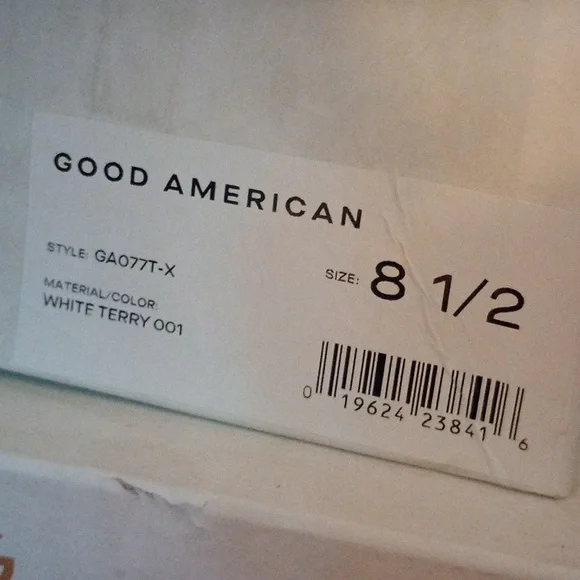 GOOD AMERICAN
STYLE: GA077T-X
SIZE: 8 1/2
MATERIAL/COLOR:
WHITE TERRY 001
0 19624 23841 6